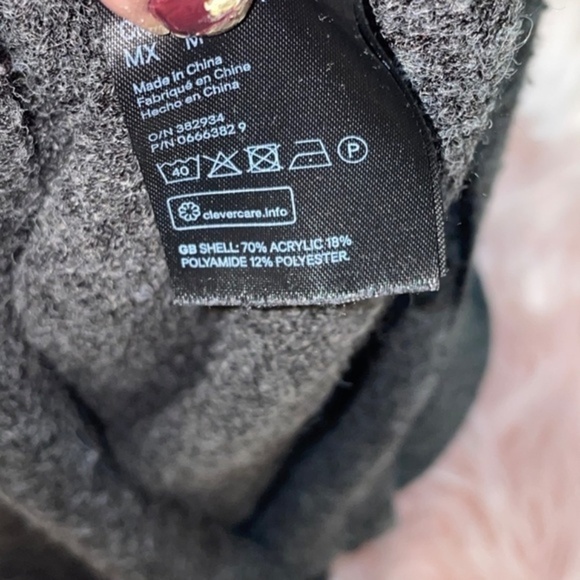 MX M
Made in China
Fabriqué en Chine
Hecho en China
O/N 382934
P/N 0666382 9
40 P
clevercare.info
GB SHELL: 70% ACRYLIC 18%
POLYAMIDE 12% POLYESTER.